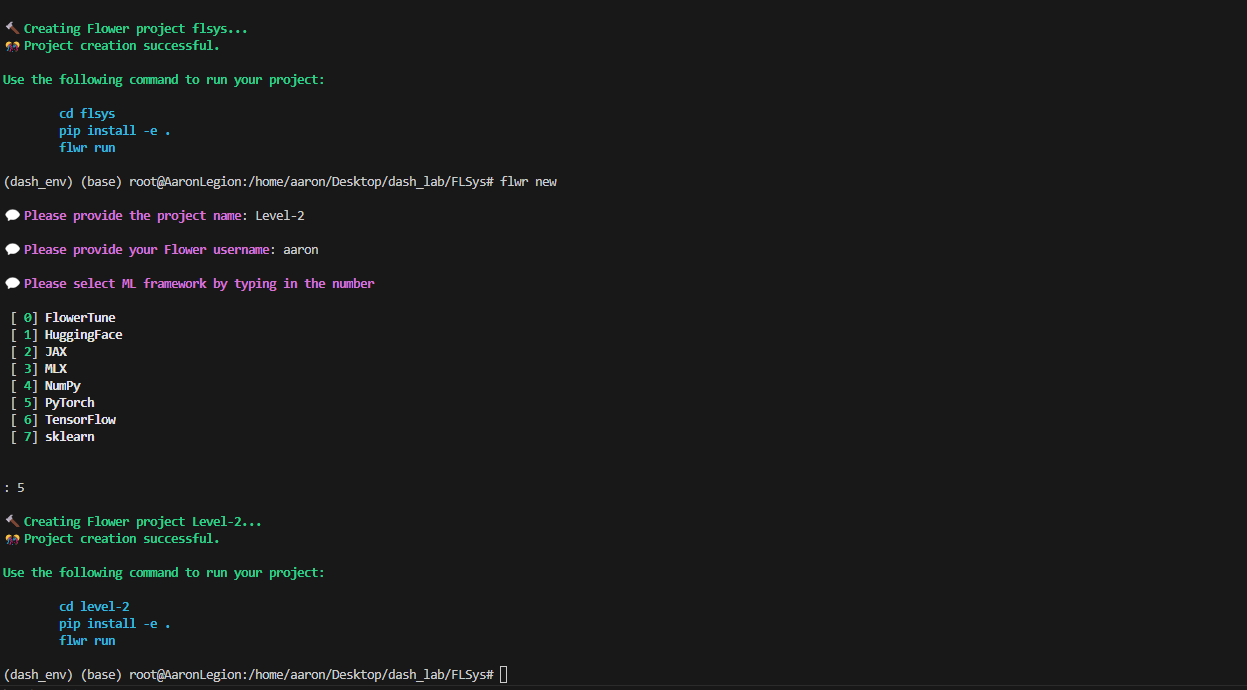 🔨 Creating Flower project flsys...
🎊 Project creation successful.
Use the following command to run your project:
cd flsys
pip install -e .
flwr run
(dash_env) (base) root@AaronLegion:/home/aaron/Desktop/dash_lab/FLSys# flwr new
💬 Please provide the project name: Level-2
💬 Please provide your Flower username: aaron
💬 Please select ML framework by typing in the number
[ 0] FlowerTune
[ 1] HuggingFace
[ 2] JAX
[ 3] MLX
[ 4] NumPy
[ 5] PyTorch
[ 6] TensorFlow
[ 7] sklearn
: 5
🔨 Creating Flower project Level-2...
🎊 Project creation successful.
Use the following command to run your project:
cd level-2
pip install -e .
flwr run
(dash_env) (base) root@AaronLegion:/home/aaron/Desktop/dash_lab/FLSys#